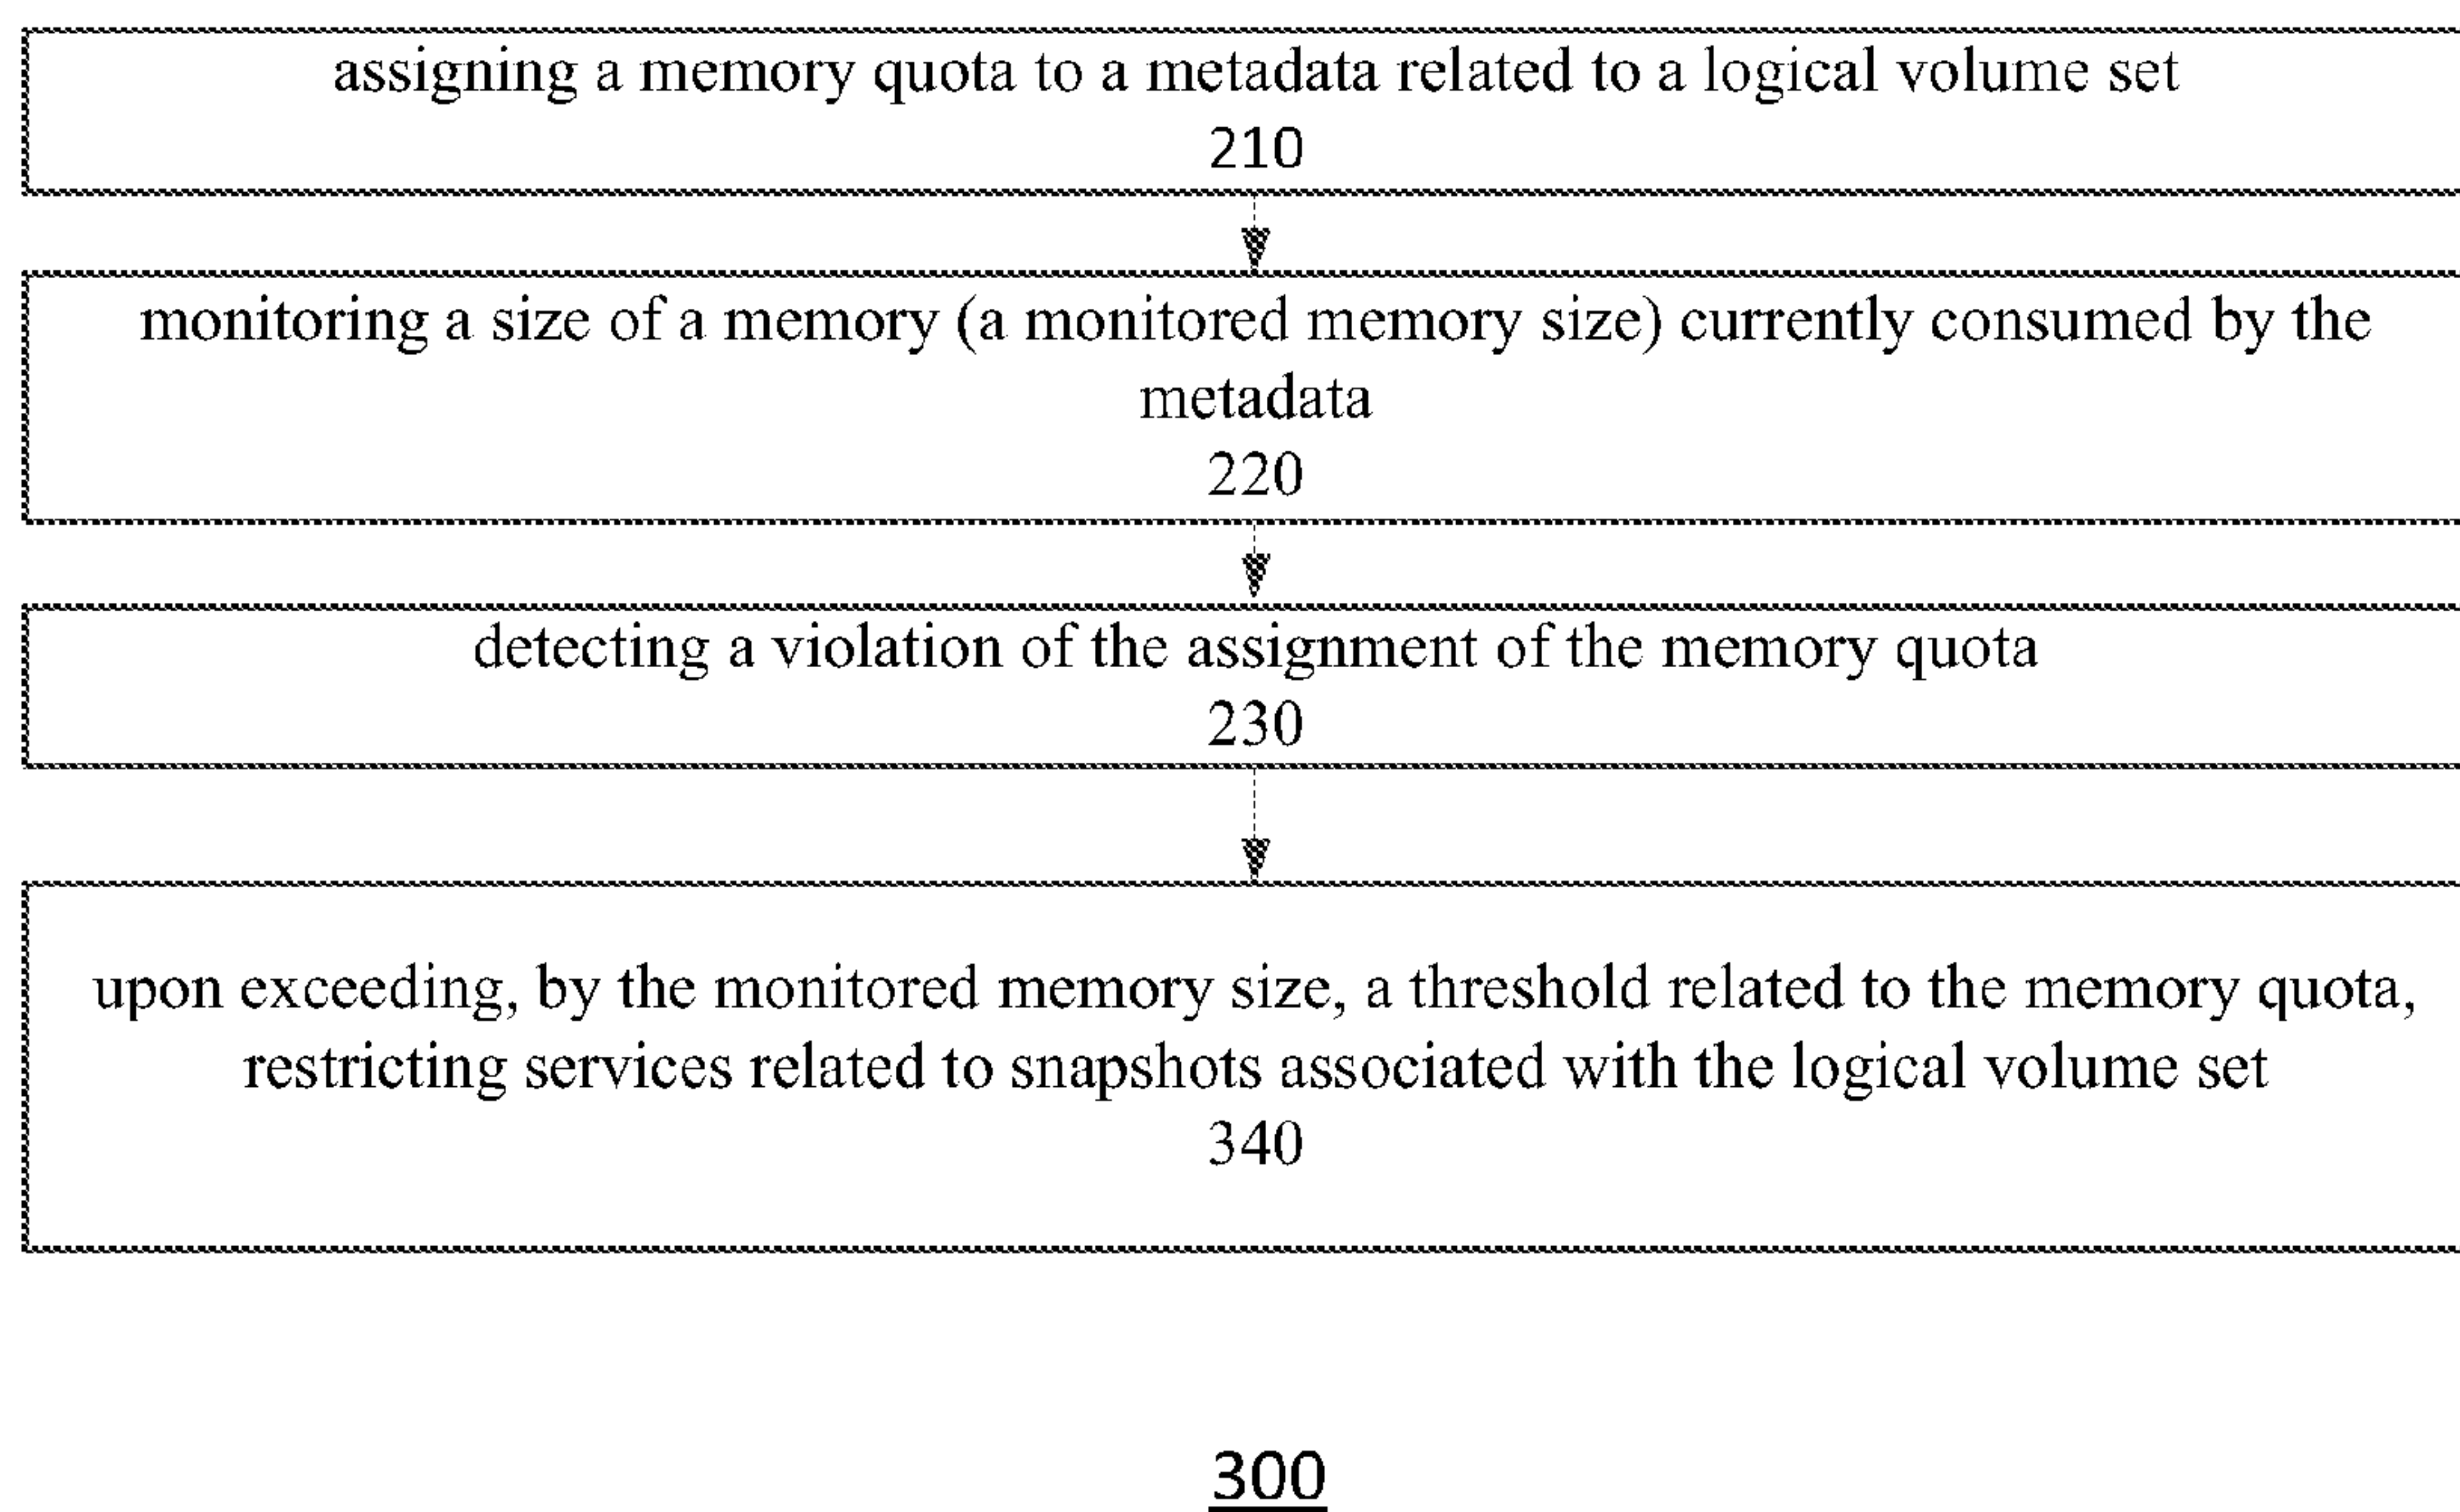 assigning a memory quota to a metadata related to a logical volume set
210
monitoring a size of a memory (a monitored memory size) currently consumed by the
metadata
220
detecting a violation of the assignment of the memory quota
230
upon exceeding, by the monitored memory size, a threshold related to the memory quota,
restricting services related to snapshots associated with the logical volume set
340
300